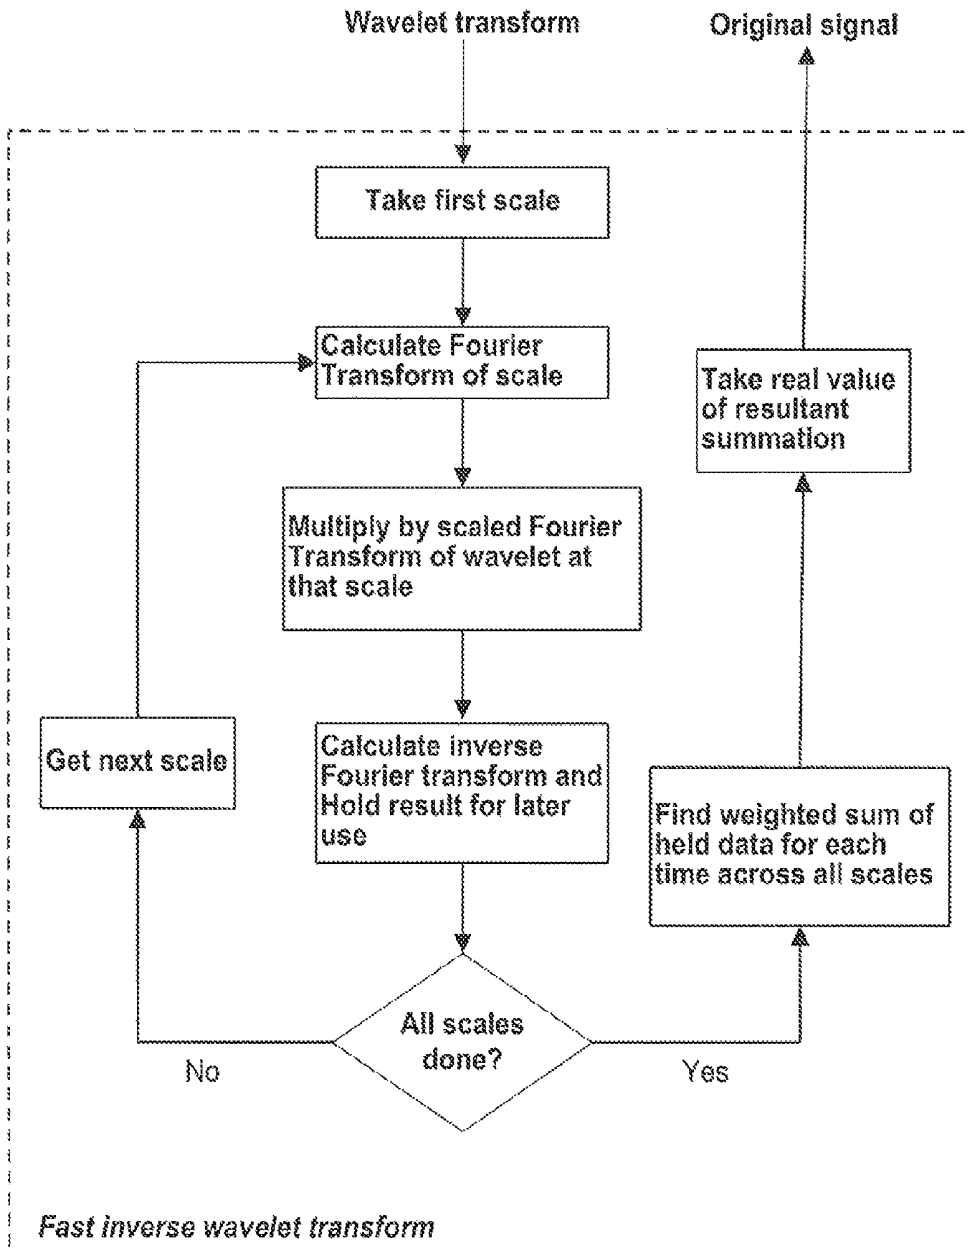 Wavelet transform
Original signal
Take first scale
Calculate Fourier
Transform of scale
Take real value
of resultant
summation
Multiply by scaled Fourier
Transform of wavelet at
that scale
Get next scale
Calculate inverse
Fourier transform and
Hold result for later
use
Find weighted sum of
held data for each
time across all scales
All scales
done?
No
Yes
Fast inverse wavelet transform